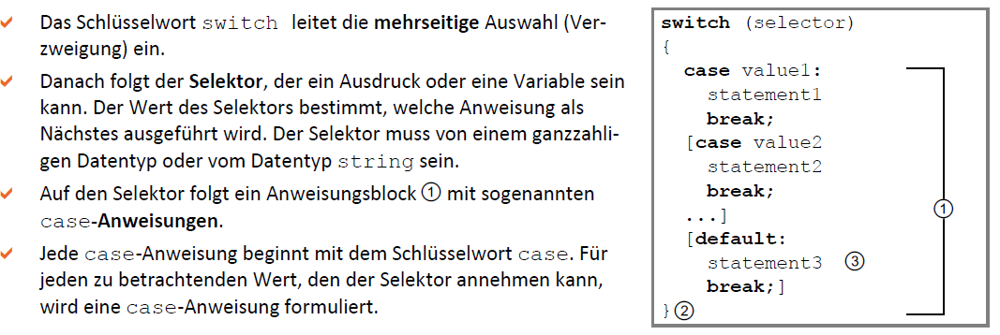 Das Schlüsselwort switch leitet die mehrseitige Auswahl (Ver-
zweigung) ein.
Danach folgt der Selektor, der ein Ausdruck oder eine Variable sein
kann. Der Wert des Selektors bestimmt, welche Anweisung als
Nächstes ausgeführt wird. Der Selektor muss von einem ganzzahli-
gen Datentyp oder vom Datentyp string sein.
Auf den Selektor folgt ein Anweisungsblock ① mit sogenannten
case-Anweisungen.
Jede case-Anweisung beginnt mit dem Schlüsselwort case. Für
jeden zu betrachtenden Wert, den der Selektor annehmen kann,
wird eine case-Anweisung formuliert.
switch (selector)
{
case value1:
statement1
break;
[case value2
statement2
break;
...]
①
[default:
statement3 ③
break;]
}②